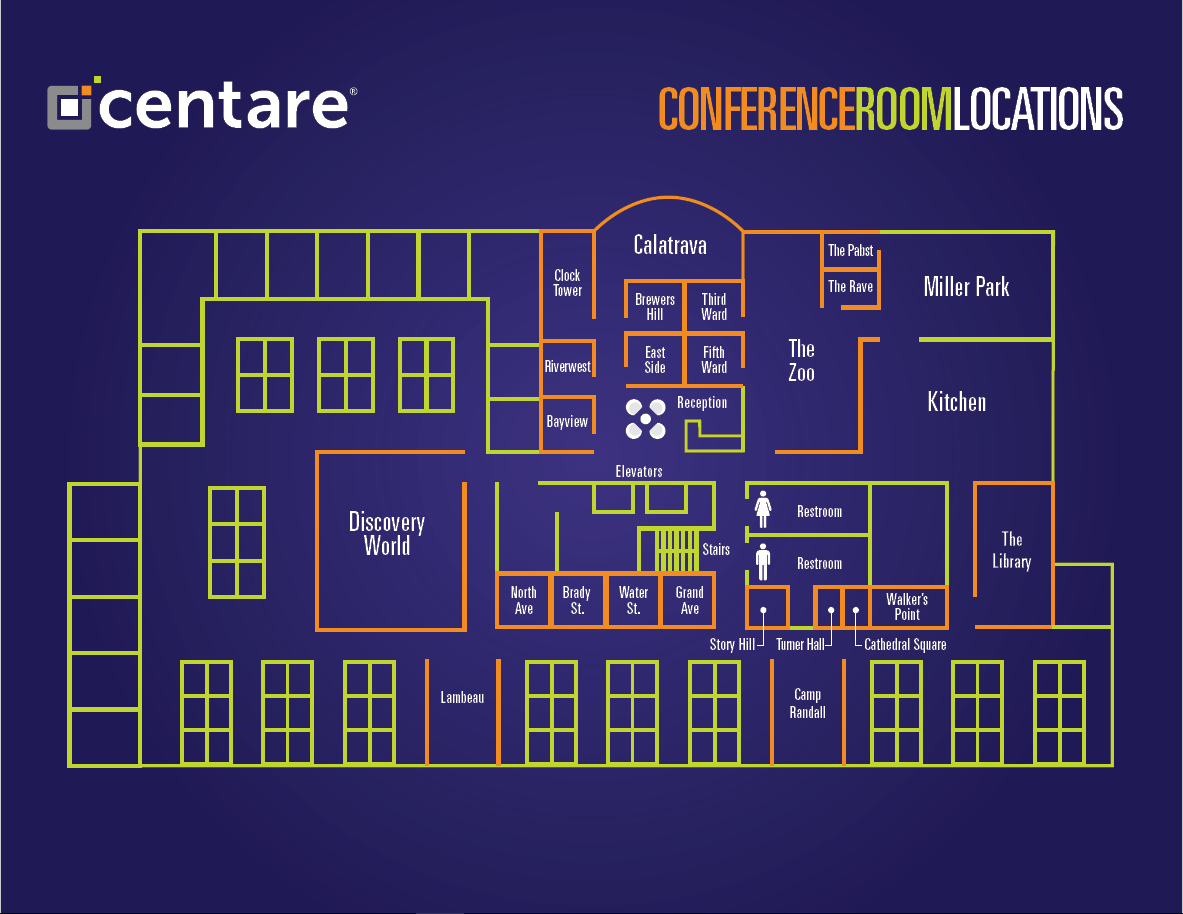 centare®
CONFERENCEROOMLOCATIONS
Calatrava
The Pabst
Clock
Tower
The Rave
Miller Park
Brewers
Hill
Third
Ward
Riverwest
East
Side
Fifth
Ward
The
Zoo
Bayview
Reception
Kitchen
Elevators
Discovery
World
Restroom
Stairs
Restroom
The
Library
North
Ave
Brady
St.
Water
St.
Grand
Ave
Walker's
Point
Story Hill
Turner Hall
Cathedral Square
Lambeau
Camp
Randall